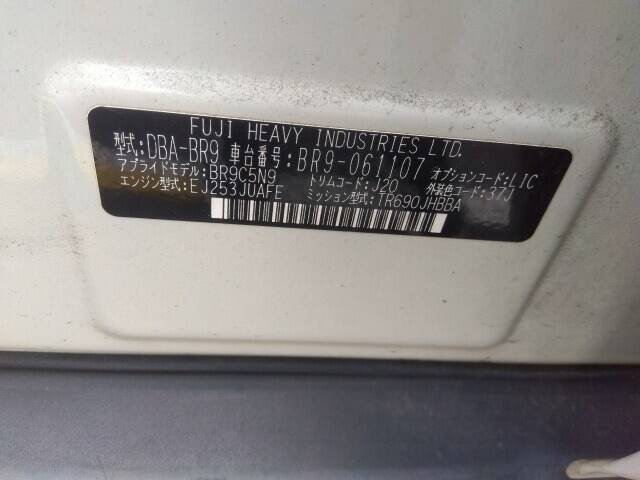 FUJI HEAVY INDUSTRIES LTD.
型式: DBA-BR9 車台番号: BR9-061107 オプションコード: LIC
アプライドモデル: BR9C5N9 トリムコード: J20 外装色コード: 37J
エンジン型式: EJ253JUAFE ミッション型式: TR690JHBBA